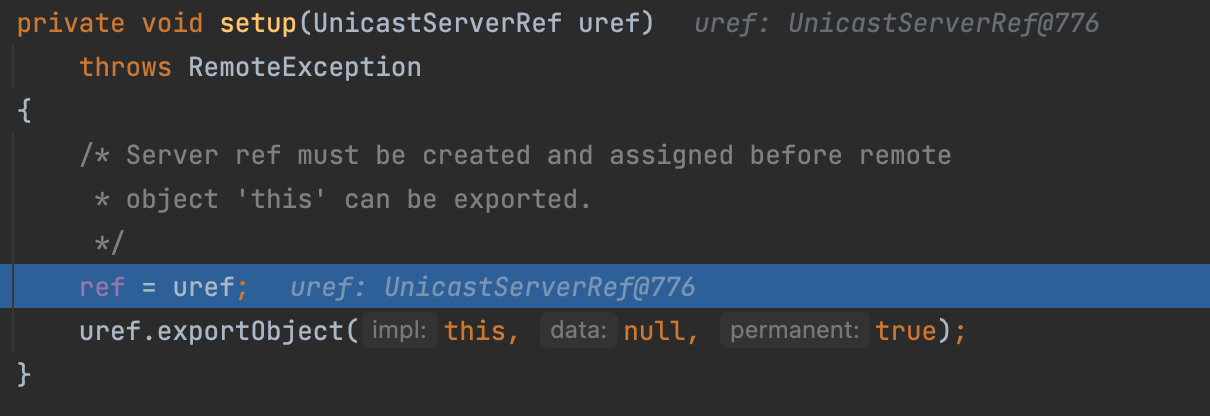 private void setup(UnicastServerRef uref)   uref: UnicastServerRef@776
    throws RemoteException
{
    /* Server ref must be created and assigned before remote
     * object 'this' can be exported.
     */
    ref = uref;   uref: UnicastServerRef@776
    uref.exportObject( impl: this, data: null, permanent: true);
}